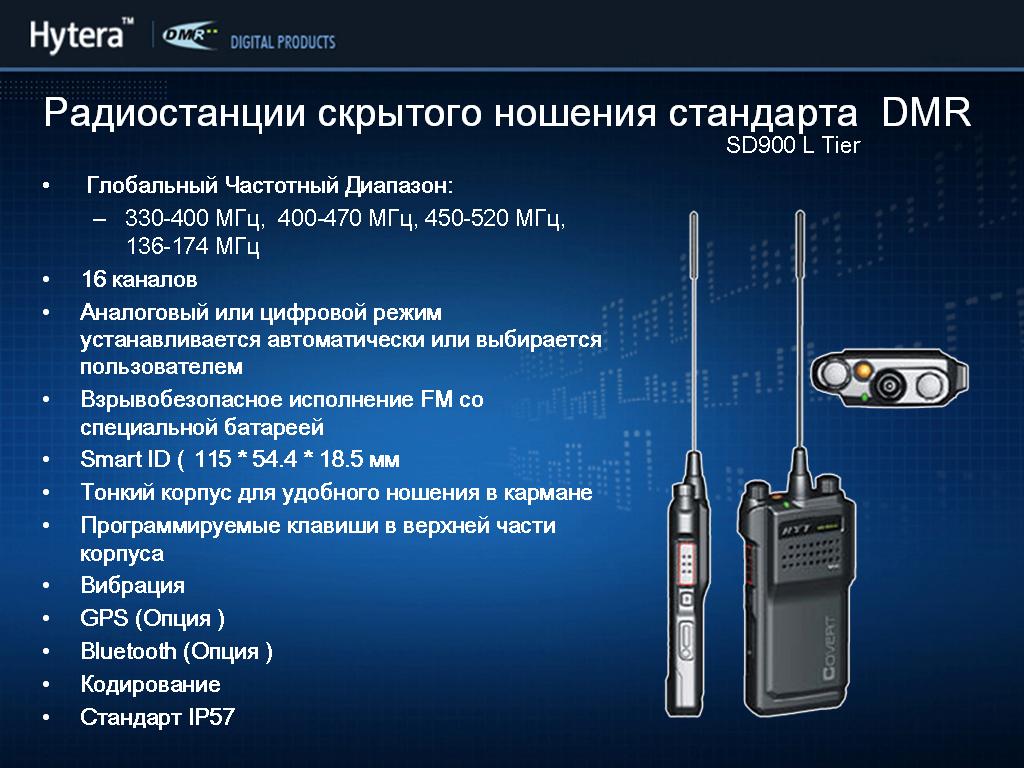 Hytera™ DMR DIGITAL PRODUCTS
Радиостанции скрытого ношения стандарта DMR
SD900 L Tier
• Глобальный Частотный Диапазон:
– 330-400 МГц, 400-470 МГц, 450-520 МГц,
136-174 МГц
• 16 каналов
• Аналоговый или цифровой режим
устанавливается автоматически или выбирается
пользователем
• Взрывобезопасное исполнение FM со
специальной батареей
• Smart ID ( 115 * 54.4 * 18.5 мм
• Тонкий корпус для удобного ношения в кармане
• Программируемые клавиши в верхней части
корпуса
• Вибрация
• GPS (Опция )
• Bluetooth (Опция )
• Кодирование
• Стандарт IP57
HYT
COVERT